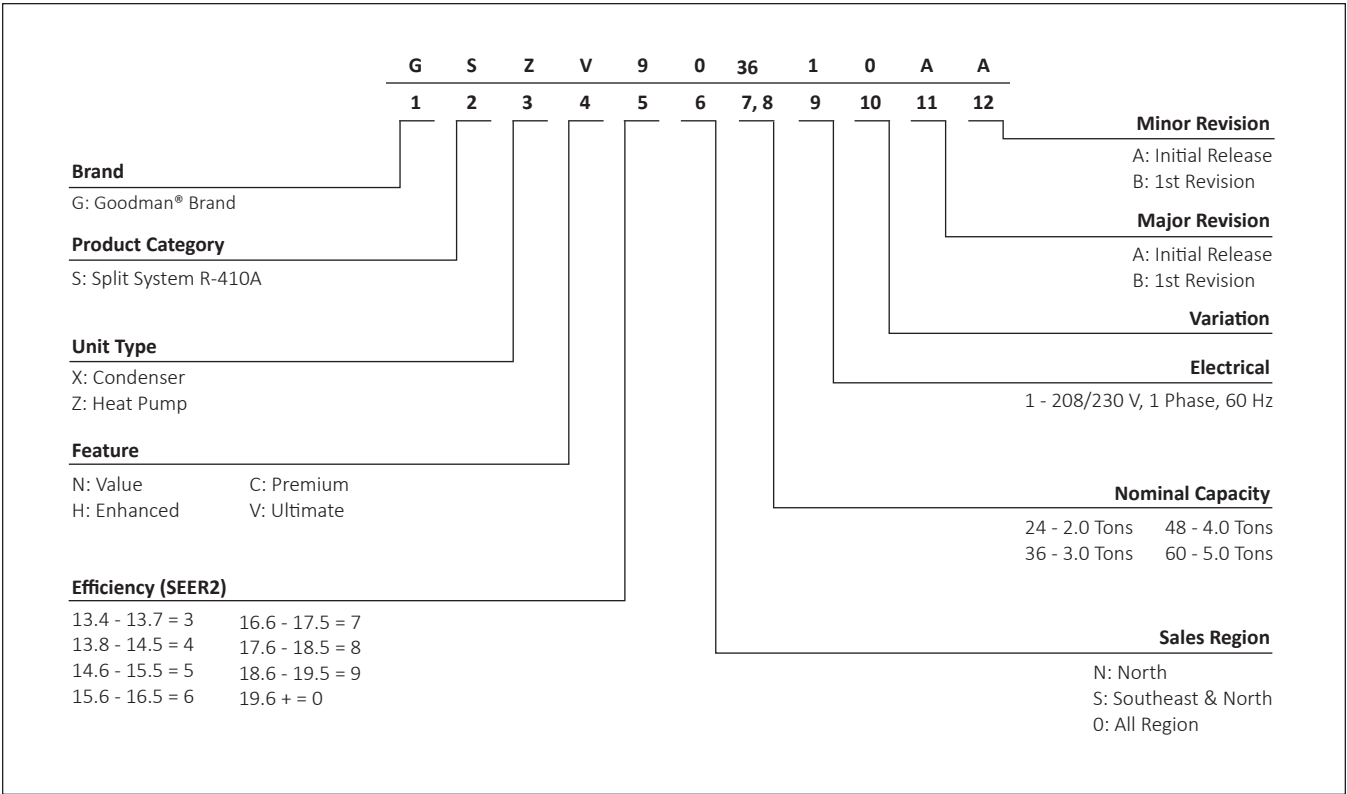 G S Z V 9 0 36 1 0 A A
1 2 3 4 5 6 7, 8 9 10 11 12
Brand
G: Goodman® Brand
Product Category
S: Split System R-410A
Unit Type
X: Condenser
Z: Heat Pump
Feature
N: Value C: Premium
H: Enhanced V: Ultimate
Efficiency (SEER2)
13.4 - 13.7 = 3 16.6 - 17.5 = 7
13.8 - 14.5 = 4 17.6 - 18.5 = 8
14.6 - 15.5 = 5 18.6 - 19.5 = 9
15.6 - 16.5 = 6 19.6 + = 0
Minor Revision
A: Initial Release
B: 1st Revision
Major Revision
A: Initial Release
B: 1st Revision
Variation
Electrical
1 - 208/230 V, 1 Phase, 60 Hz
Nominal Capacity
24 - 2.0 Tons 48 - 4.0 Tons
36 - 3.0 Tons 60 - 5.0 Tons
Sales Region
N: North
S: Southeast & North
0: All Region